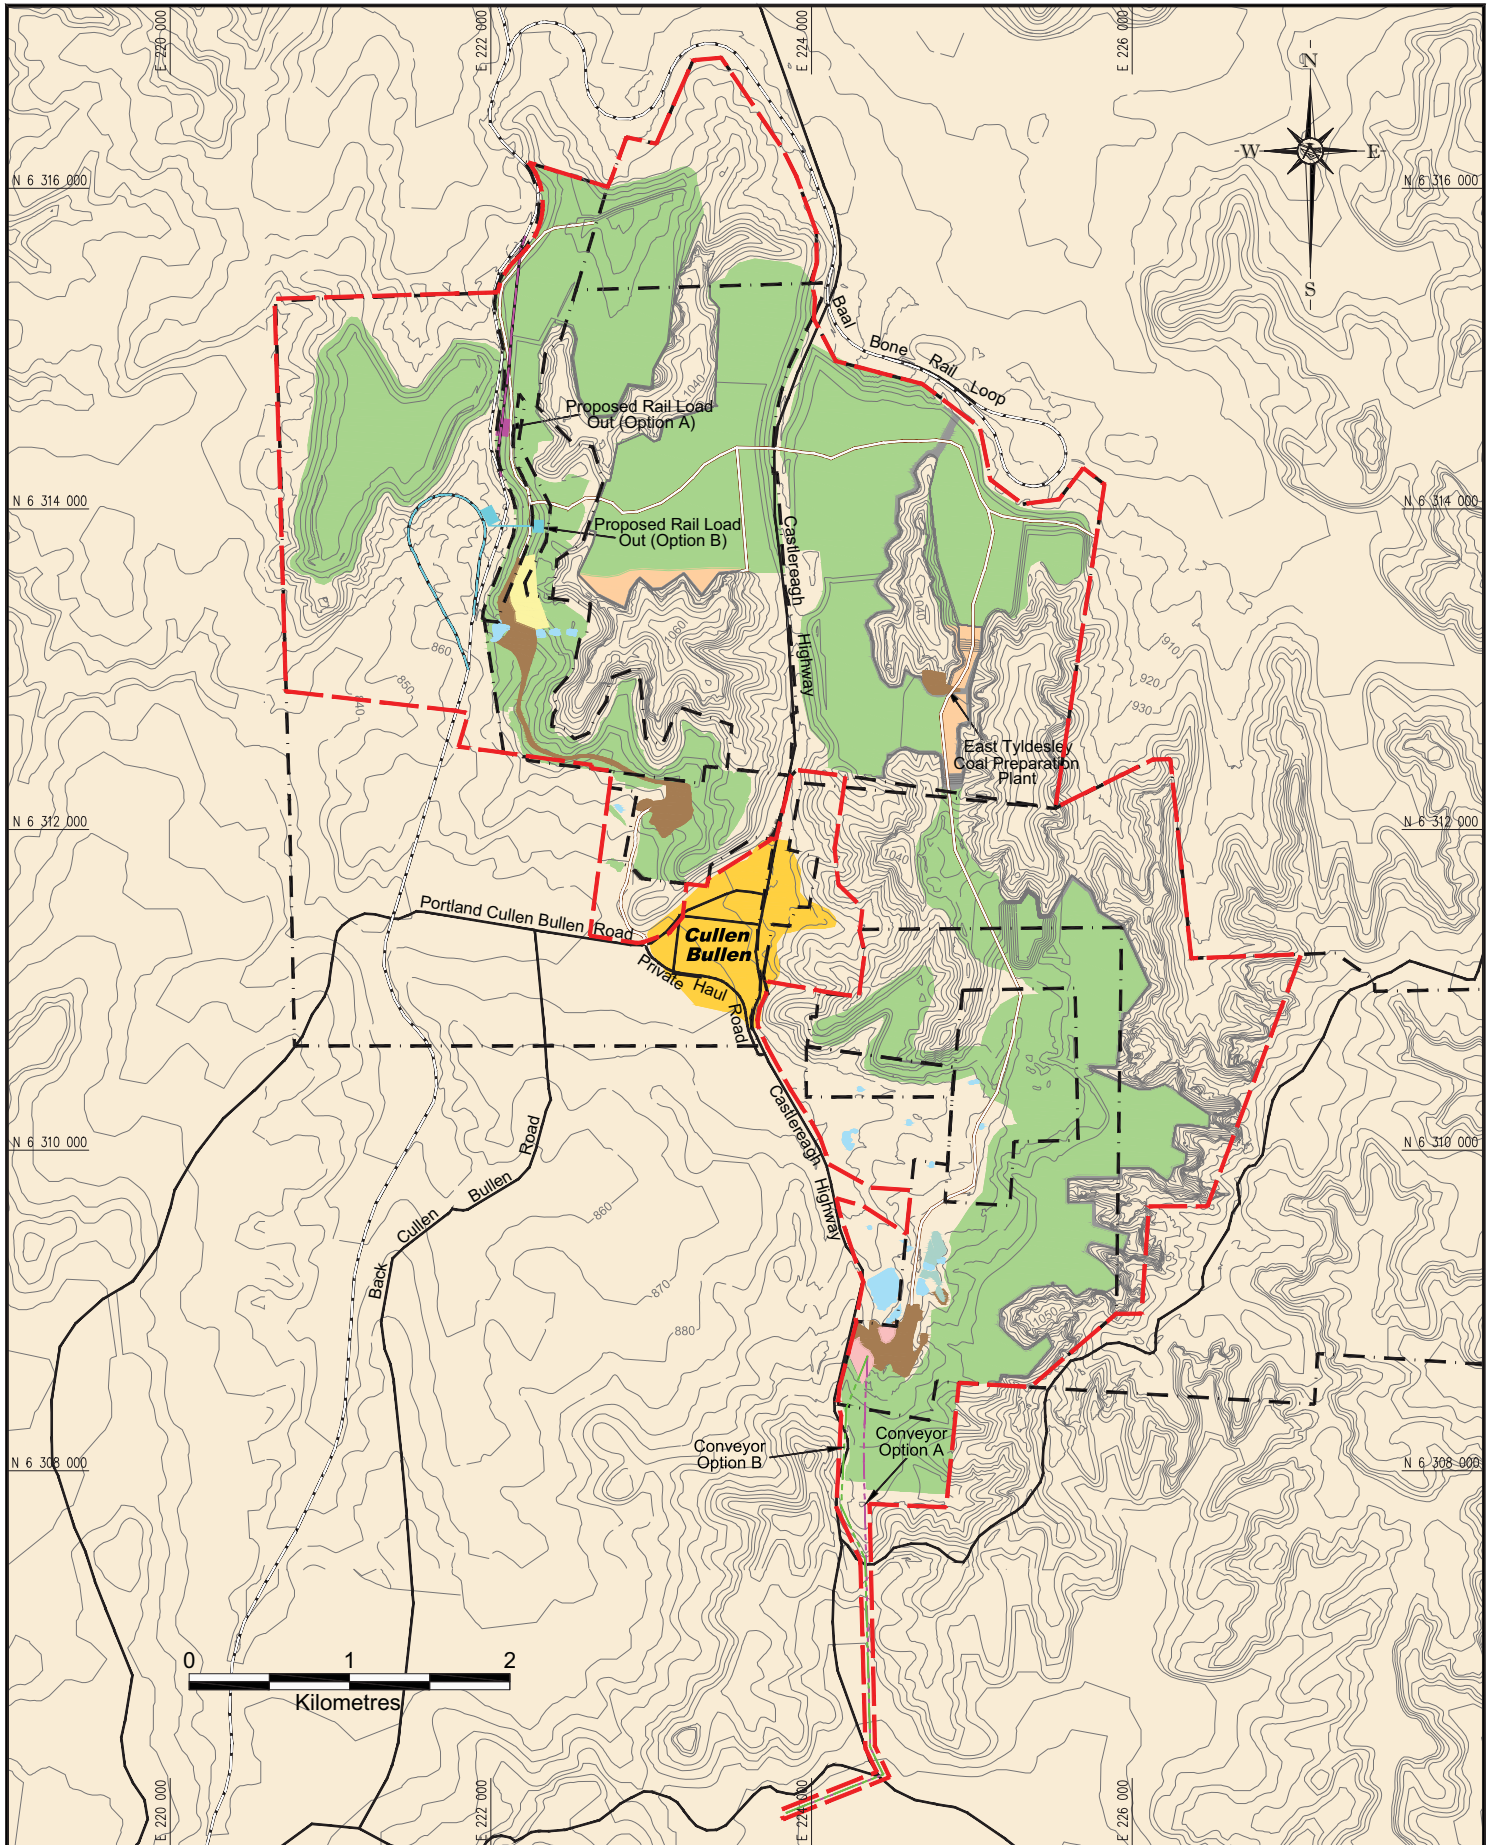 E 220 000
E 222 000
E 224 000
E 226 000
N
W
E
S
N 6 316 000
N 6 316 000
Baal Bone Rail Loop
1040
Proposed Rail Load
Out (Option A)
N 6 314 000
N 6 314 000
Proposed Rail Load
Out (Option B)
Castlereagh Highway
1040
1060
860
850
840
910
920
930
East Tyldesley
Coal Preparation
Plant
N 6 312 000
N 6 312 000
1040
Portland Cullen Bullen Road
Cullen
Bullen
Private Haul Road
Castlereagh Highway
N 6 310 000
N 6 310 000
Back Cullen Bullen Road
860
870
880
1050
Conveyor
Option B
Conveyor
Option A
N 6 308 000
N 6 308 000
0 1 2
Kilometres
E 220 000
E 222 000
E 224 000
E 226 000